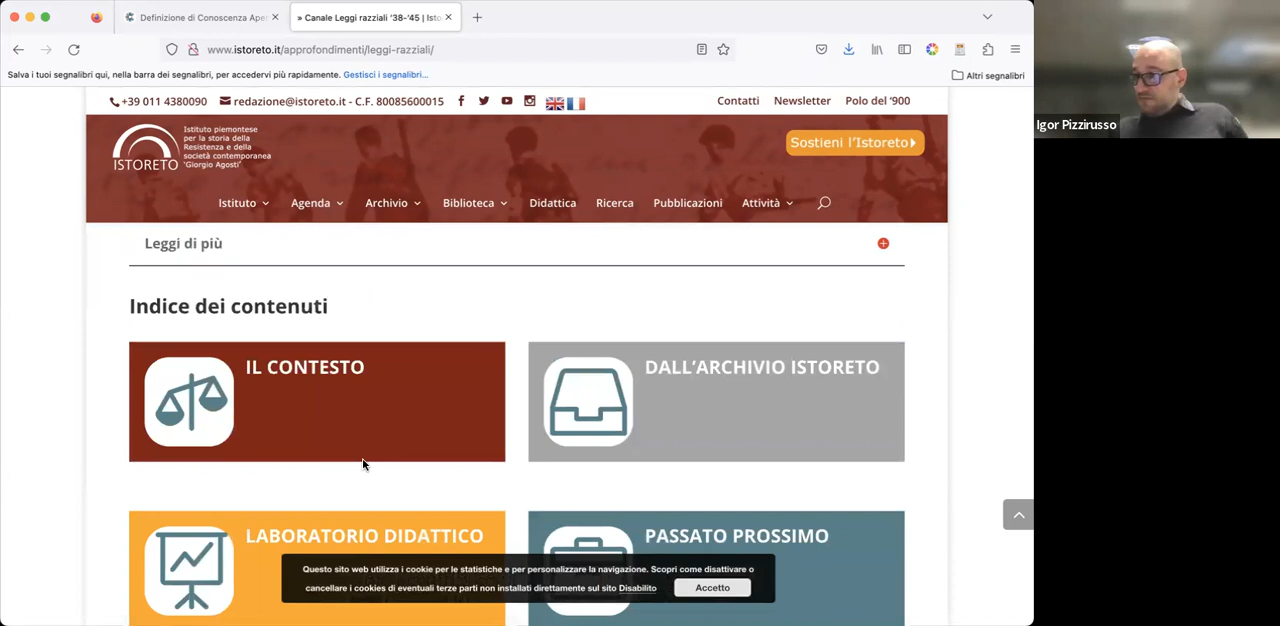 Definizione di Conoscenza Ape
» Canale Leggi razziali '38-'45 | Isto
www.istoreto.it/approfondimenti/leggi-razziali/
Salva i tuoi segnalibri qui, nella barra dei segnalibri, per accedervi più rapidamente. Gestisci i segnalibri...
Altri segnalibri
+39 011 4380090
redazione@istoreto.it - C.F. 80085600015
Contatti
Newsletter
Polo del '900
ISTORETO
Istituto piemontese
per la storia della
Resistenza e della
società contemporanea
'Giorgio Agosti'
Sostieni l'Istoreto
Istituto
Agenda
Archivio
Biblioteca
Didattica
Ricerca
Pubblicazioni
Attività
Leggi di più
Indice dei contenuti
IL CONTESTO
DALL'ARCHIVIO ISTORETO
LABORATORIO DIDATTICO
PASSATO PROSSIMO
Questo sito web utilizza i cookie per le statistiche e per personalizzare la navigazione. Scopri come disattivare o
cancellare i cookies di eventuali terze parti non installati direttamente sul sito Disabilito
Accetto
Igor Pizzirusso